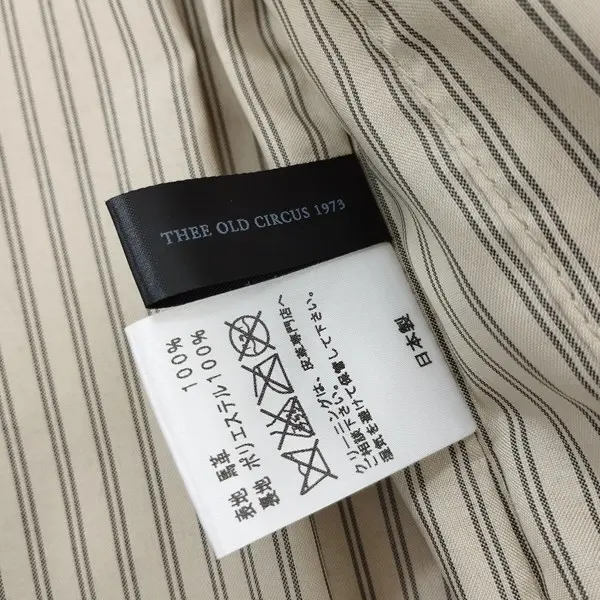 THEE OLD CIRCUS 1973
表地 馬革 100%
裏地 ポリエステル100%
クリーニングは、皮革専門店へ
ご相談下さい。
湿気を避けて保管して下さい。
日本製